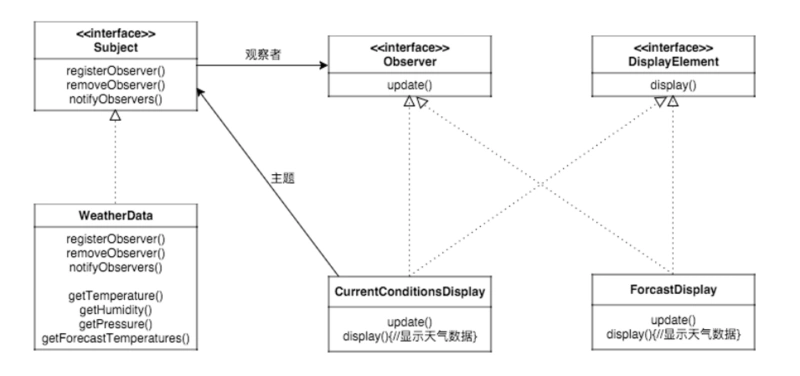 <<interface>>
Subject
registerObserver()
removeObserver()
notifyObservers()
观察者
<<interface>>
Observer
update()
<<interface>>
DisplayElement
display()
主题
WeatherData
registerObserver()
removeObserver()
notifyObservers()
getTemperature()
getHumidity()
getPressure()
getForecastTemperatures()
CurrentConditionsDisplay
update()
display(){//显示天气数据}
ForcastDisplay
update()
display(){//显示天气数据}